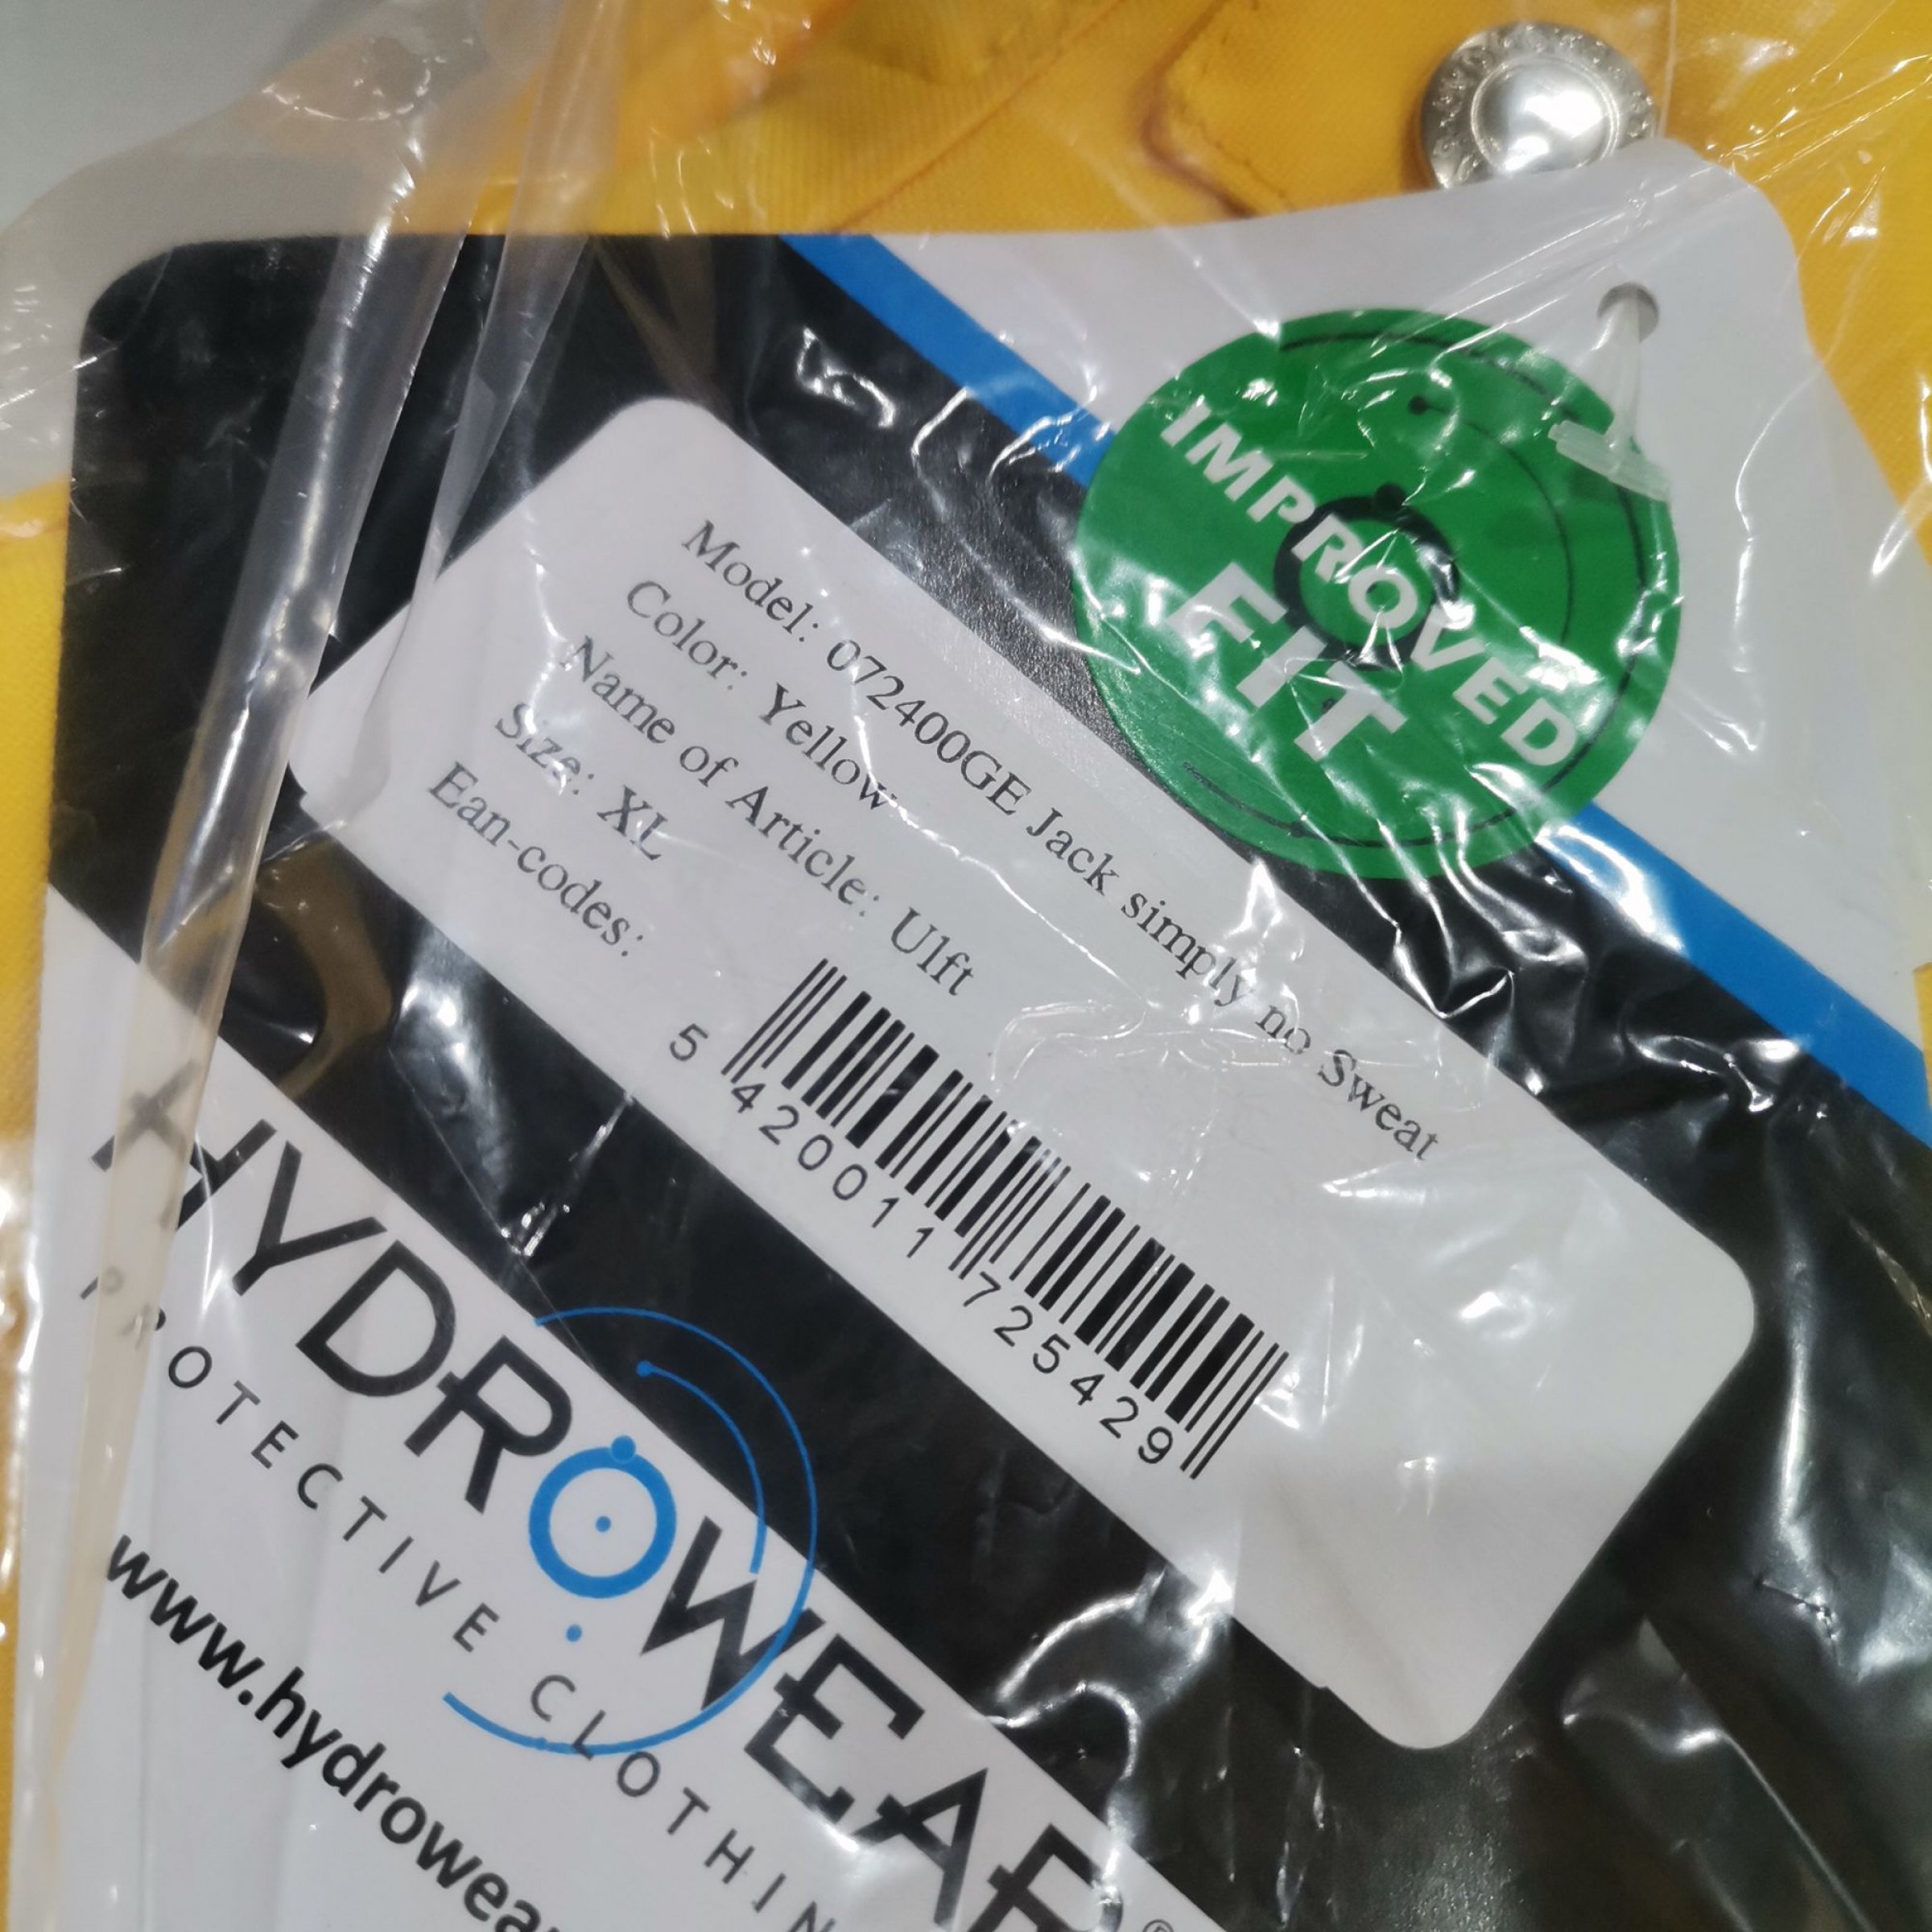 IMPROVED
FIT
Model: 072400GE Jack simply no Sweat
Color: Yellow
Name of Article: Ulft
Size: XL
Ean-codes:
5 420011 725429
HYDROWEAR®
PROTECTIVE CLOTHIN
www.hydrowear